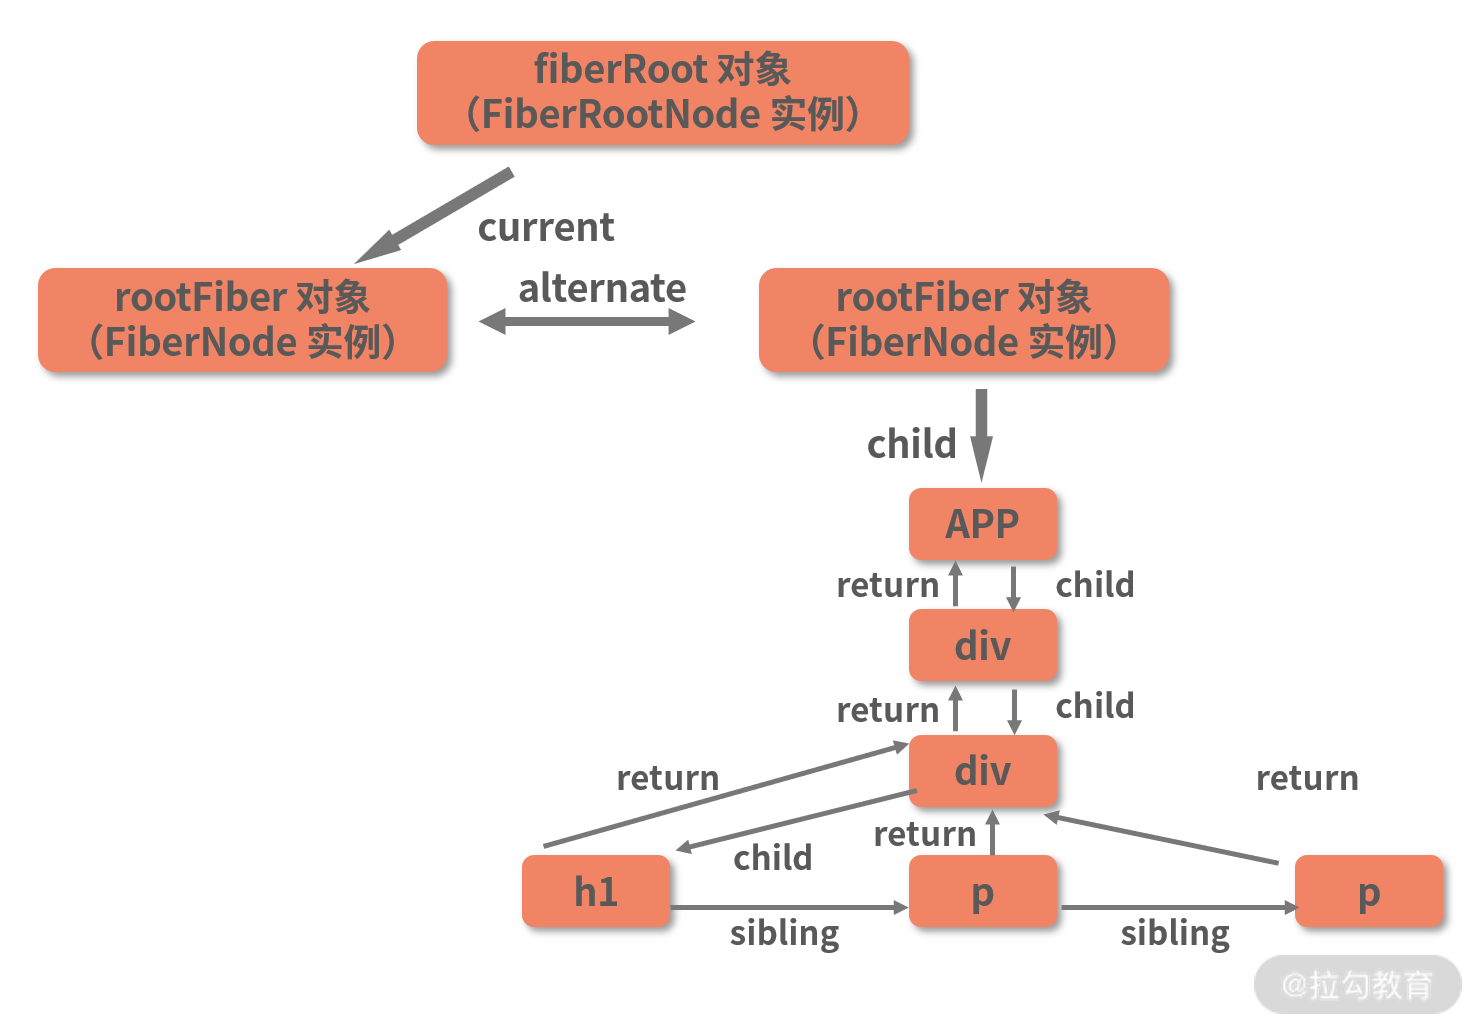 fiberRoot 对象
（FiberRootNode 实例）
current
alternate
rootFiber 对象
（FiberNode 实例）
rootFiber 对象
（FiberNode 实例）
child
APP
return
child
div
return
child
div
return
return
return
child
h1
p
p
sibling
sibling
@拉勾教育